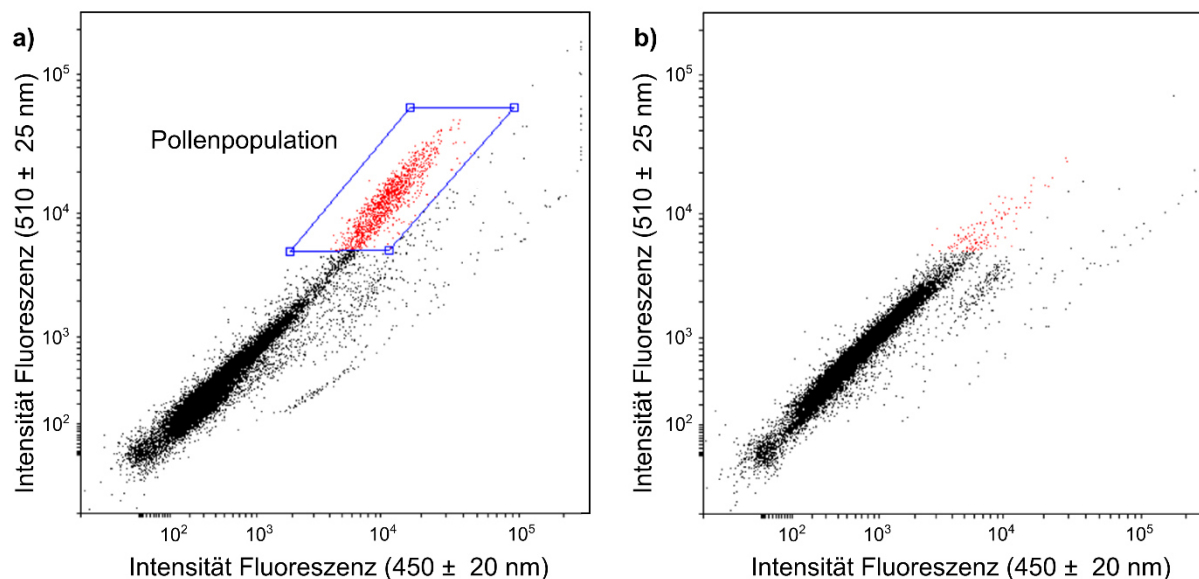 a)
Pollenpopulation
Intensität Fluoreszenz (510 ± 25 nm)
10⁵
10⁴
10³
10²
10² 10³ 10⁴ 10⁵
Intensität Fluoreszenz (450 ± 20 nm)
b)
Intensität Fluoreszenz (510 ± 25 nm)
10⁵
10⁴
10³
10²
10² 10³ 10⁴ 10⁵
Intensität Fluoreszenz (450 ± 20 nm)